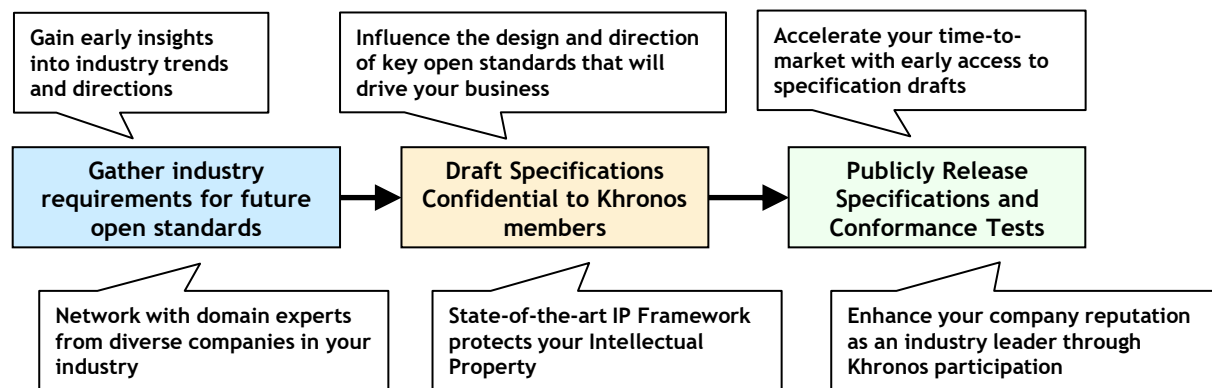 Gain early insights
into industry trends
and directions
Influence the design and direction
of key open standards that will
drive your business
Accelerate your time-to-
market with early access to
specification drafts
Gather industry
requirements for future
open standards
Draft Specifications
Confidential to Khronos
members
Publicly Release
Specifications and
Conformance Tests
Network with domain experts
from diverse companies in your
industry
State-of-the-art IP Framework
protects your Intellectual
Property
Enhance your company reputation
as an industry leader through
Khronos participation